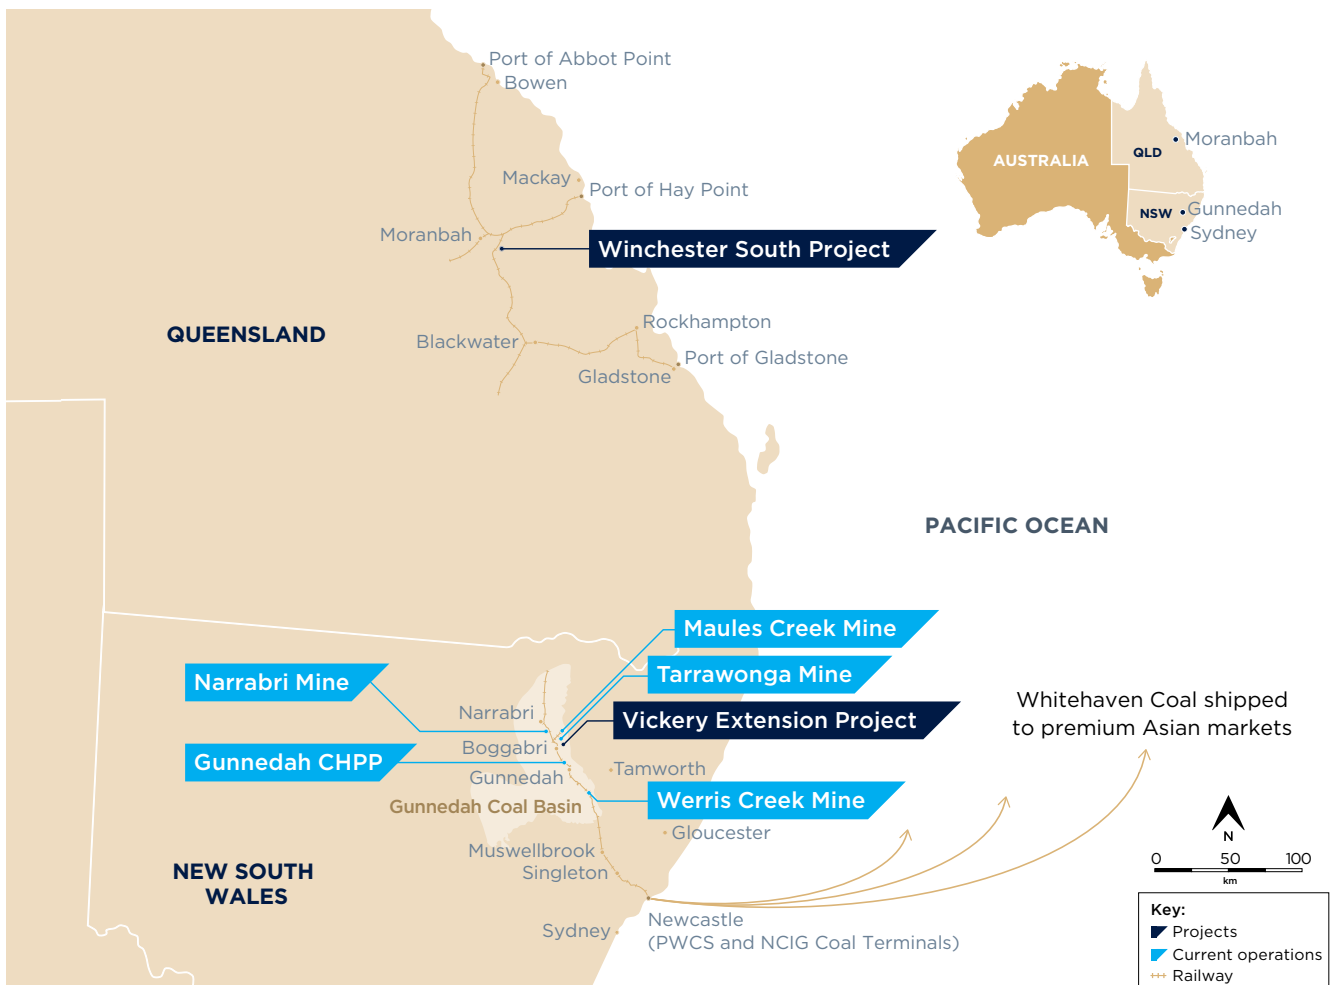 Port of Abbot Point
Bowen
Mackay
Port of Hay Point
Moranbah
Winchester South Project
QUEENSLAND
Blackwater
Rockhampton
Port of Gladstone
Gladstone
AUSTRALIA
QLD
Moranbah
NSW
Gunnedah
Sydney
PACIFIC OCEAN
Maules Creek Mine
Narrabri Mine
Tarrawonga Mine
Narrabri
Vickery Extension Project
Boggabri
Gunnedah CHPP
Gunnedah
Tamworth
Gunnedah Coal Basin
Werris Creek Mine
Gloucester
Muswellbrook
Singleton
NEW SOUTH
WALES
Sydney
Newcastle
(PWCS and NCIG Coal Terminals)
Whitehaven Coal shipped
to premium Asian markets
N
0 50 100
km
Key:
Projects
Current operations
Railway